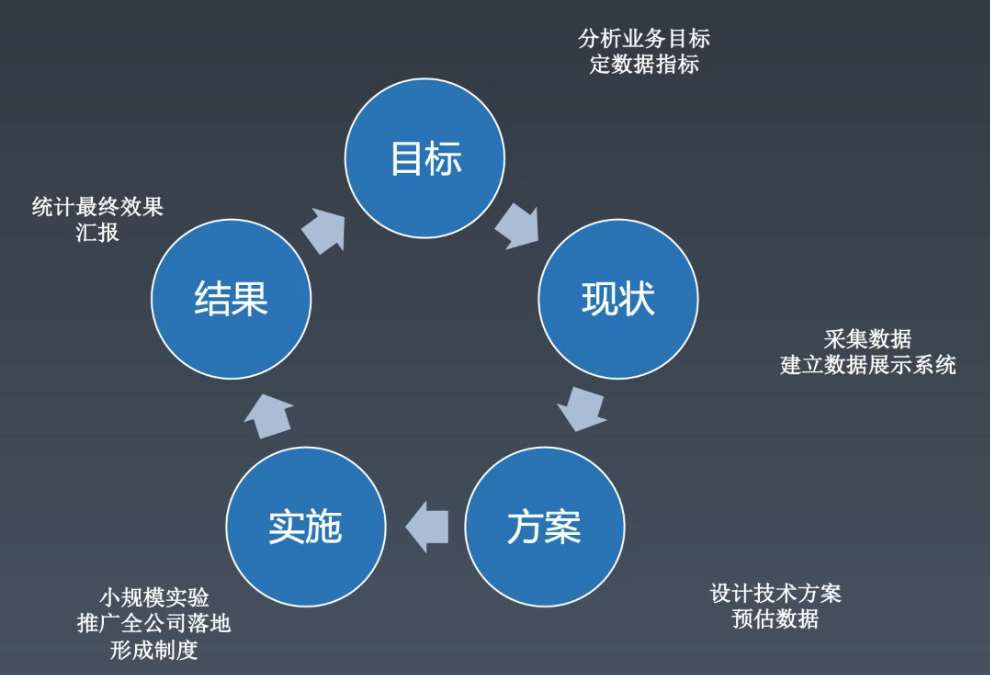 分析业务目标
定数据指标
目标
统计最终效果
汇报
结果
现状
采集数据
建立数据展示系统
实施
方案
小规模实验
推广全公司落地
形成制度
设计技术方案
预估数据